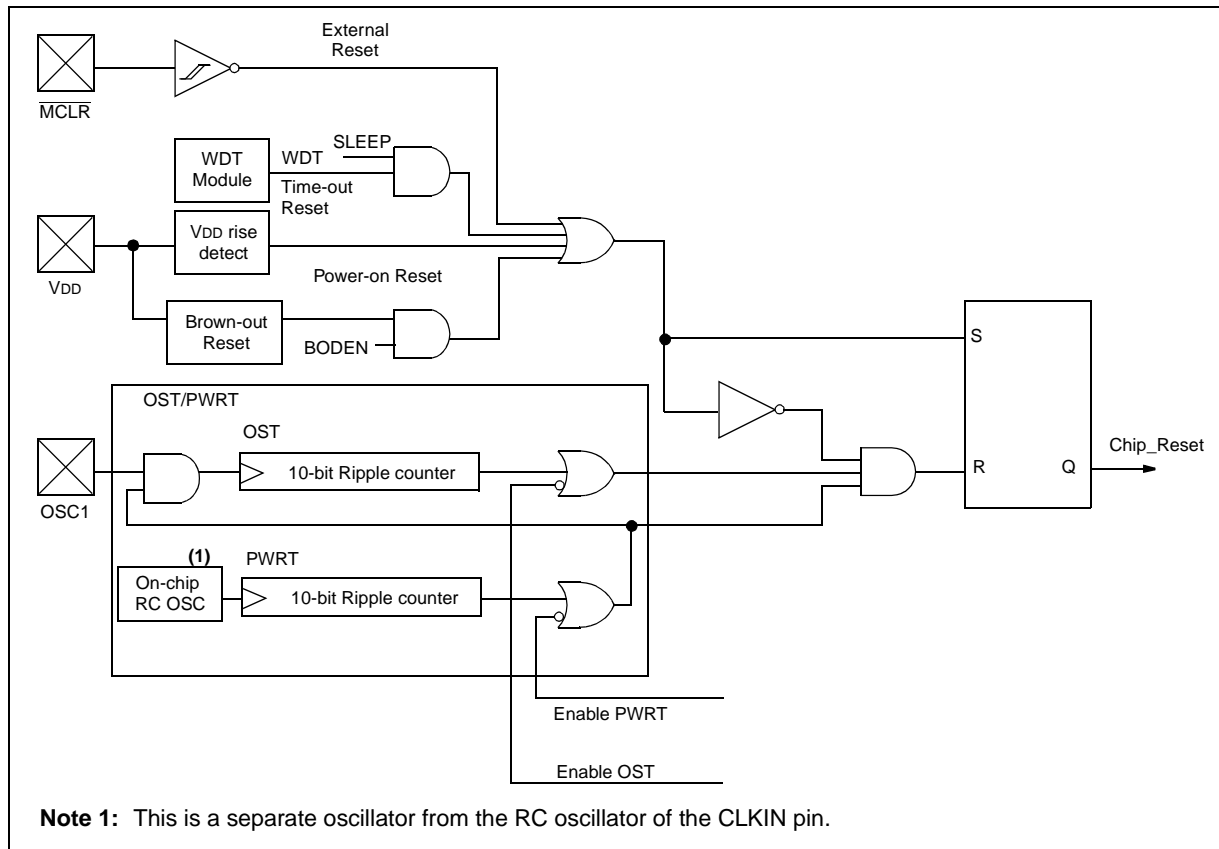 External
Reset
MCLR
SLEEP
WDT
Module
WDT
Time-out
Reset
VDD rise
detect
VDD
Power-on Reset
Brown-out
Reset
BODEN
S
OST/PWRT
OST
10-bit Ripple counter
OSC1
R
Q
Chip_Reset
(1)
PWRT
On-chip
RC OSC
10-bit Ripple counter
Enable PWRT
Enable OST
Note 1: This is a separate oscillator from the RC oscillator of the CLKIN pin.